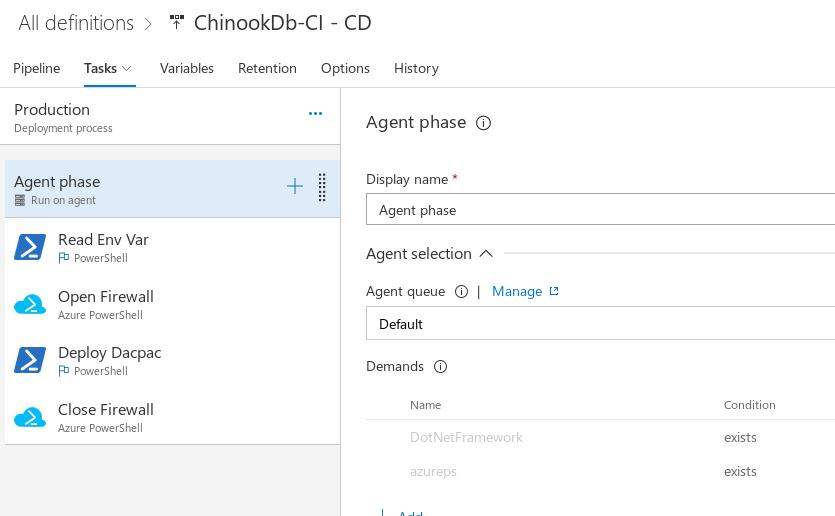 All definitions > ChinookDb-CI - CD
Pipeline Tasks Variables Retention Options History
Production
Deployment process
Agent phase
Run on agent
Read Env Var
PowerShell
Open Firewall
Azure PowerShell
Deploy Dacpac
PowerShell
Close Firewall
Azure PowerShell
Agent phase
Display name *
Agent phase
Agent selection
Agent queue | Manage
Default
Demands
Name Condition
DotNetFramework exists
azureps exists
Add